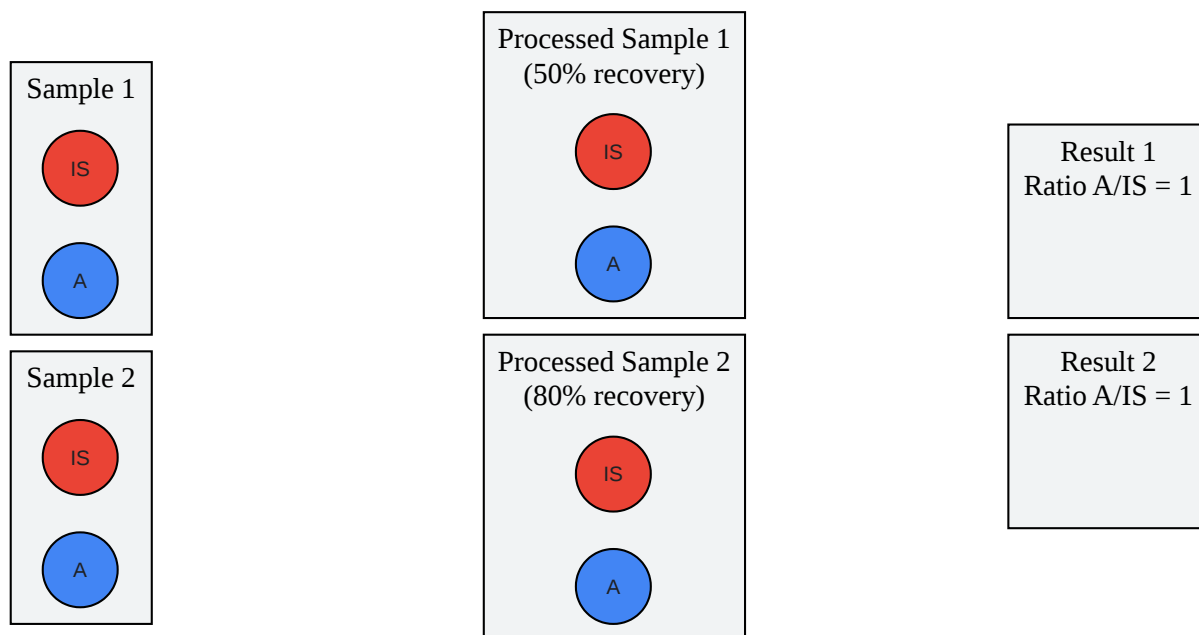 Sample 1
IS
A
Sample 2
IS
A
Processed Sample 1
(50% recovery)
IS
A
Processed Sample 2
(80% recovery)
IS
A
Result 1
Ratio A/IS = 1
Result 2
Ratio A/IS = 1